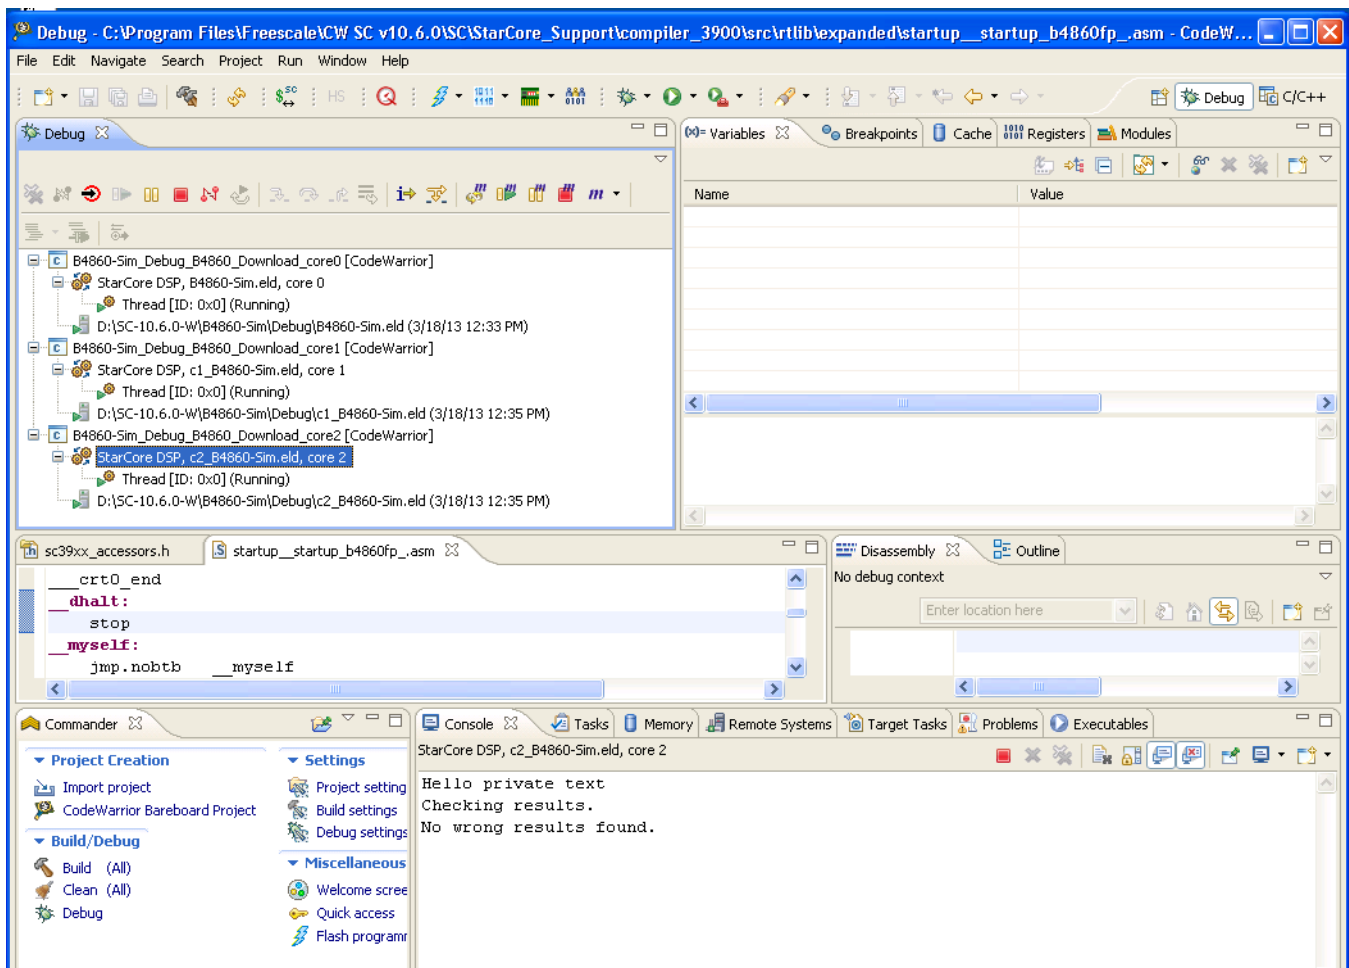 Debug - C:\Program Files\Freescale\CW SC v10.6.0\SC\StarCore_Support\compiler_3900\src\rtlib\expanded\startup__startup_b4860fp_.asm - CodeW...
File Edit Navigate Search Project Run Window Help
Debug C/C++
Debug
B4860-Sim_Debug_B4860_Download_core0 [CodeWarrior]
StarCore DSP, B4860-Sim.eld, core 0
Thread [ID: 0x0] (Running)
D:\SC-10.6.0-W\B4860-Sim\Debug\B4860-Sim.eld (3/18/13 12:33 PM)
B4860-Sim_Debug_B4860_Download_core1 [CodeWarrior]
StarCore DSP, c1_B4860-Sim.eld, core 1
Thread [ID: 0x0] (Running)
D:\SC-10.6.0-W\B4860-Sim\Debug\c1_B4860-Sim.eld (3/18/13 12:35 PM)
B4860-Sim_Debug_B4860_Download_core2 [CodeWarrior]
StarCore DSP, c2_B4860-Sim.eld, core 2
Thread [ID: 0x0] (Running)
D:\SC-10.6.0-W\B4860-Sim\Debug\c2_B4860-Sim.eld (3/18/13 12:35 PM)
(x)= Variables Breakpoints Cache Registers Modules
Name Value
sc39xx_accessors.h startup__startup_b4860fp_.asm
___crt0_end
__dhalt:
stop
__myself:
jmp.nobtb __myself
Disassembly Outline
No debug context
Enter location here
Commander
Project Creation
Import project
CodeWarrior Bareboard Project
Build/Debug
Build (All)
Clean (All)
Debug
Settings
Project setting
Build settings
Debug settings
Miscellaneous
Welcome scree
Quick access
Flash programm
Console Tasks Memory Remote Systems Target Tasks Problems Executables
StarCore DSP, c2_B4860-Sim.eld, core 2
Hello private text
Checking results.
No wrong results found.